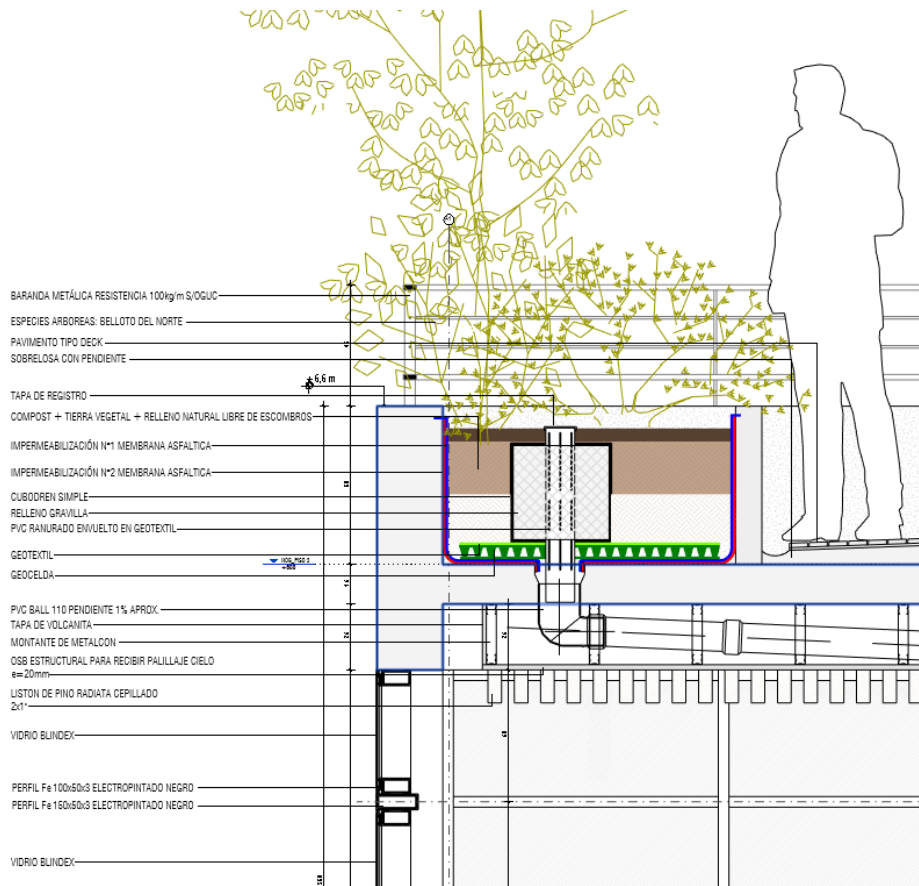 BARANDA METÁLICA RESISTENCIA 100kg/m S/OGUC
ESPECIES ARBOREAS: BELLOTO DEL NORTE
PAVIMENTO TIPO DECK
SOBRELOSA CON PENDIENTE
+6,6 m
TAPA DE REGISTRO
COMPOST + TIERRA VEGETAL + RELLENO NATURAL LIBRE DE ESCOMBROS
IMPERMEABILIZACIÓN N°1 MEMBRANA ASFALTICA
IMPERMEABILIZACIÓN N°2 MEMBRANA ASFALTICA
CUBODREN SIMPLE
RELLENO GRAVILLA
PVC RANURADO ENVUELTO EN GEOTEXTIL
GEOTEXTIL
GEOCELDA
PVC BALL 110 PENDIENTE 1% APROX.
TAPA DE VOLCANITA
MONTANTE DE METALCON
OSB ESTRUCTURAL PARA RECIBIR PALILLAJE CIELO
e=20mm
LISTON DE PINO RADIATA CEPILLADO
2x1"
VIDRIO BLINDEX
PERFIL Fe 100x50x3 ELECTROPINTADO NEGRO
PERFIL Fe 150x50x3 ELECTROPINTADO NEGRO
VIDRIO BLINDEX